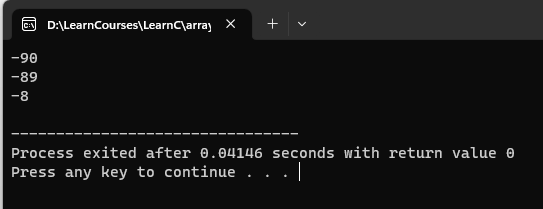 D:\LearnCourses\LearnC\array
-90
-89
-8
--------------------------------
Process exited after 0.04146 seconds with return value 0
Press any key to continue . . .